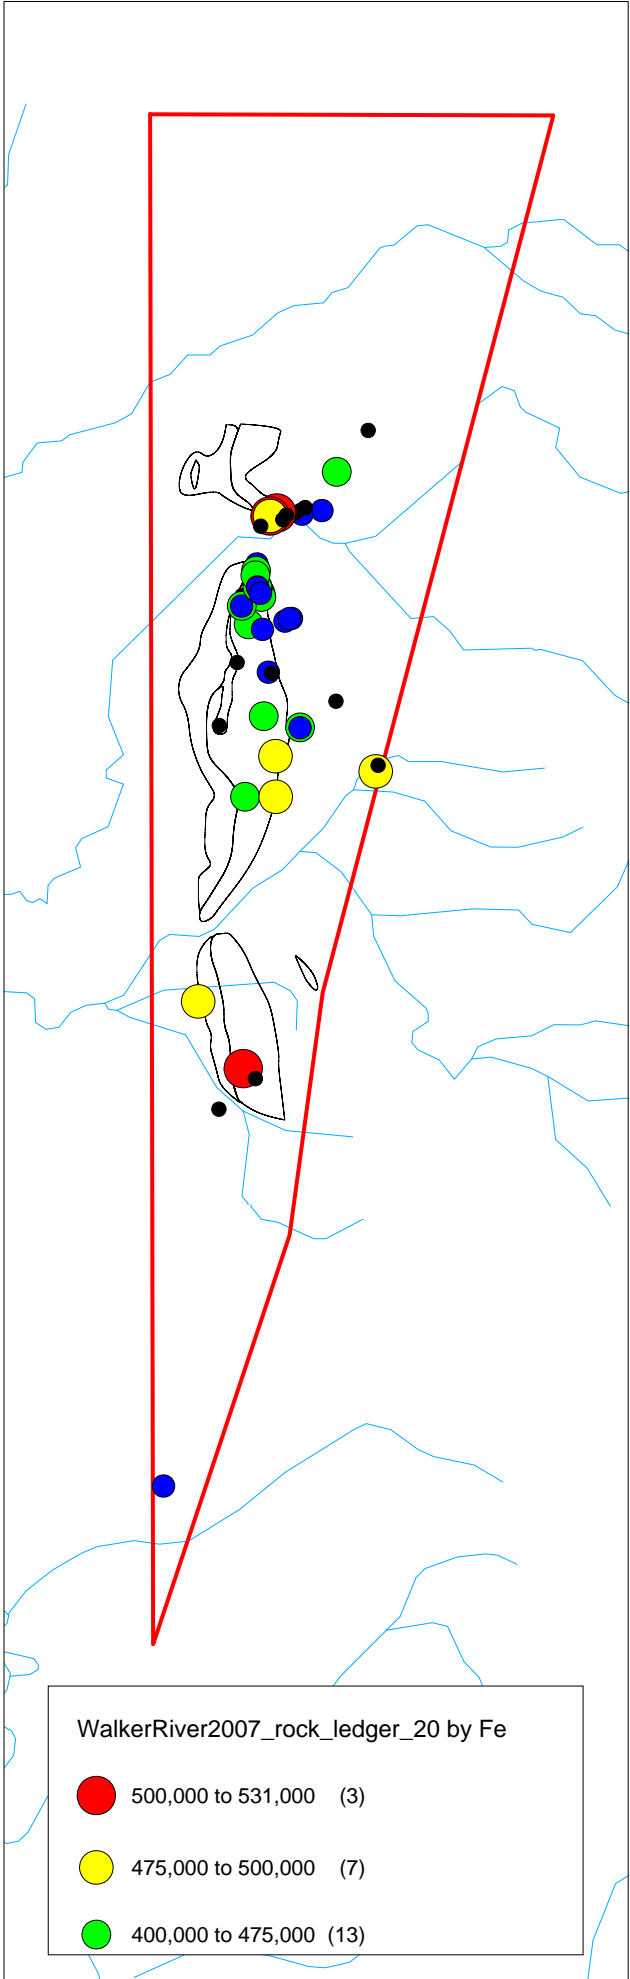 WalkerRiver2007_rock_ledger_20 by Fe
500,000 to 531,000 (3)
475,000 to 500,000 (7)
400,000 to 475,000 (13)